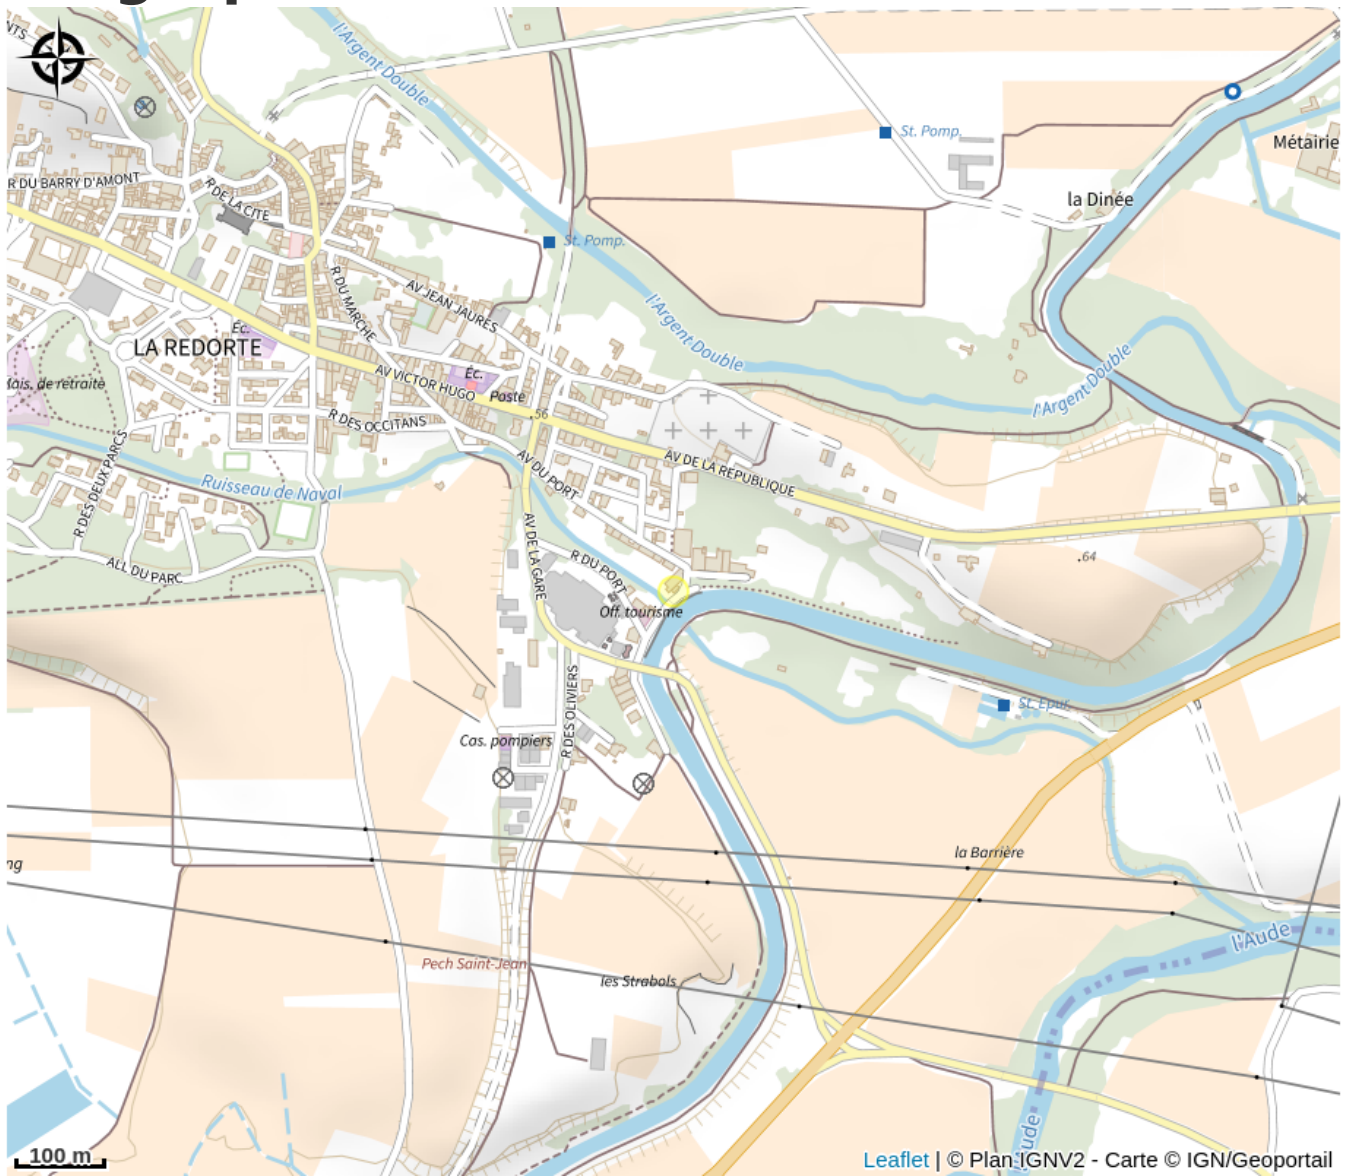 l'Argent Double
St. Pomp.
Métairie
R DU BARRY D'AMONT
R DE LA CITE
la Dinée
St. Pomp.
R DU MARCHE
AV JEAN JAURES
l'Argent Double
Éc.
LA REDORTE
l'Argent Double
de retraite
AV VICTOR HUGO
Éc.
Poste
56
R DES OCCITANS
R DES DEUX PARCS
Ruisseau de Naval
AV DU PORT
AV DE LA REPUBLIQUE
ALL DU PARC
AV DE LA GARE
R DU PORT
.64
Off. tourisme
R DES OLIVIERS
St. Epur.
Cas. pompiers
la Barrière
ng
l'Aude
Pech Saint-Jean
les Strabols
100 m
Aude
Leaflet | © Plan IGNV2 - Carte © IGN/Geoportail